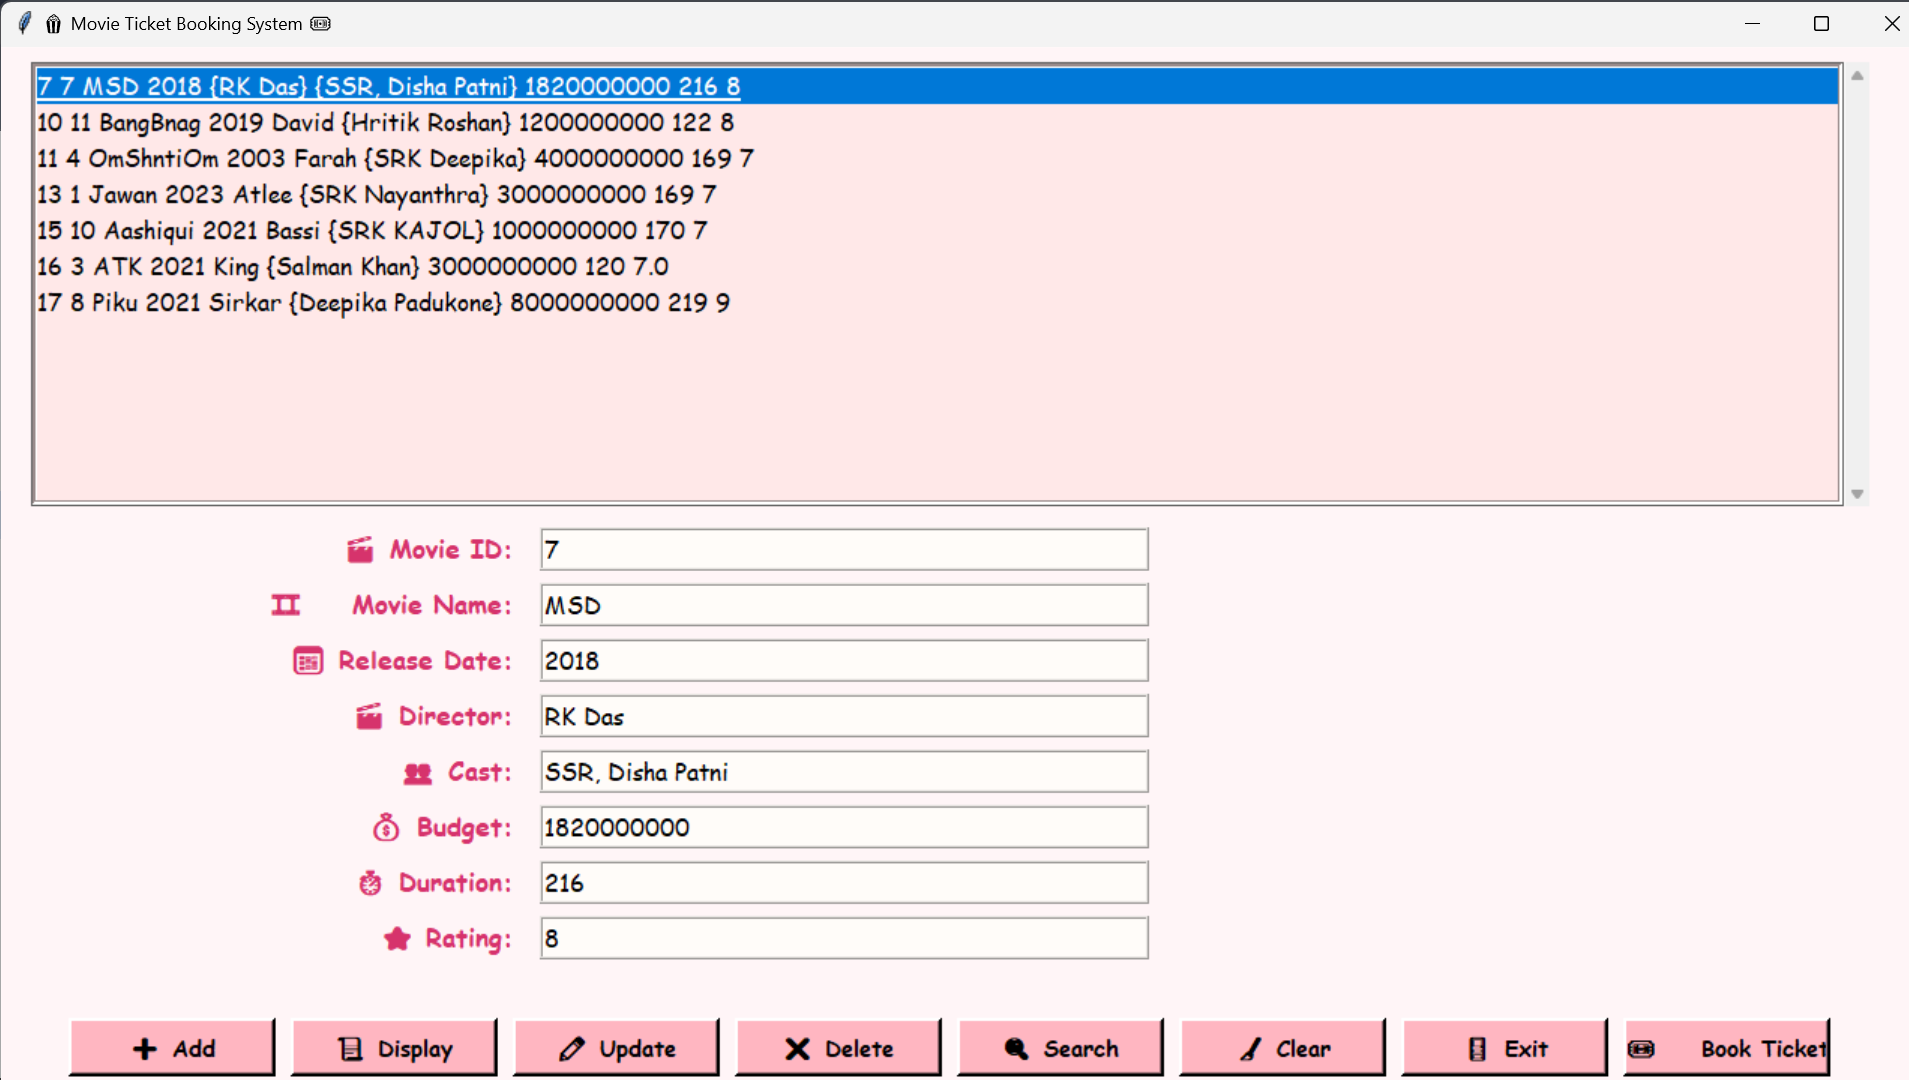 Movie Ticket Booking System
7 7 MSD 2018 {RK Das} {SSR, Disha Patni} 1820000000 216 8
10 11 BangBnag 2019 David {Hritik Roshan} 1200000000 122 8
11 4 OmShntiOm 2003 Farah {SRK Deepika} 4000000000 169 7
13 1 Jawan 2023 Atlee {SRK Nayanthra} 3000000000 169 7
15 10 Aashiqui 2021 Bassi {SRK KAJOL} 1000000000 170 7
16 3 ATK 2021 King {Salman Khan} 3000000000 120 7.0
17 8 Piku 2021 Sirkar {Deepika Padukone} 8000000000 219 9
Movie ID: 7
Movie Name: MSD
Release Date: 2018
Director: RK Das
Cast: SSR, Disha Patni
Budget: 1820000000
Duration: 216
Rating: 8
Add Display Update Delete Search Clear Exit Book Ticket